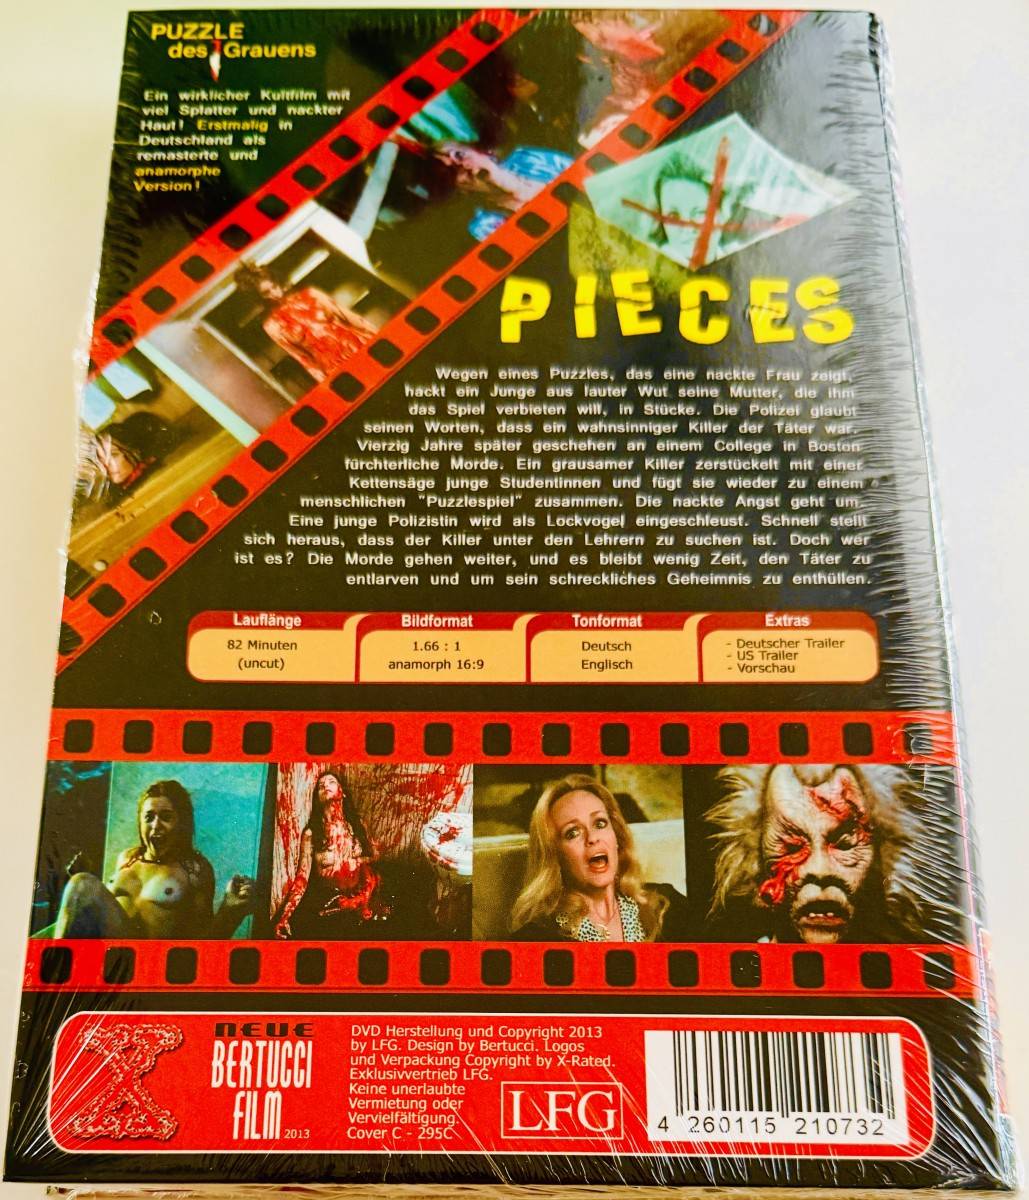 PUZZLE
des Grauens
Ein wirklicher Kultfilm mit
viel Splatter und nackter
Haut! Erstmalig in
Deutschland als
remasterte und
anamorphe
Version!
PIECES
Wegen eines Puzzles, das eine nackte Frau zeigt,
hackt ein Junge aus lauter Wut seine Mutter, die ihm
das Spiel verbieten will, in Stücke. Die Polizei glaubt
seinen Worten, dass ein wahnsinniger Killer der Täter war.
Vierzig Jahre später geschehen an einem College in Boston
fürchterliche Morde. Ein grausamer Killer zerstückelt mit einer
Kettensäge junge Studentinnen und fügt sie wieder zu einem
menschlichen "Puzzlespiel" zusammen. Die nackte Angst geht um.
Eine junge Polizistin wird als Lockvogel eingeschleust. Schnell stellt
sich heraus, dass der Killer unter den Lehrern zu suchen ist. Doch wer
ist es? Die Morde gehen weiter, und es bleibt wenig Zeit, den Täter zu
entlarven und um sein schreckliches Geheimnis zu enthüllen.
Lauflänge
82 Minuten
(uncut)
Bildformat
1.66 : 1
anamorph 16:9
Tonformat
Deutsch
Englisch
Extras
- Deutscher Trailer
- US Trailer
- Vorschau
X
NEUE
BERTUCCI
FILM 2013
DVD Herstellung und Copyright 2013
by LFG. Design by Bertucci. Logos
und Verpackung Copyright by X-Rated.
Exklusivvertrieb LFG.
Keine unerlaubte
Vermietung oder
Vervielfältigung.
Cover C - 295C
LFG
4 260115 210732